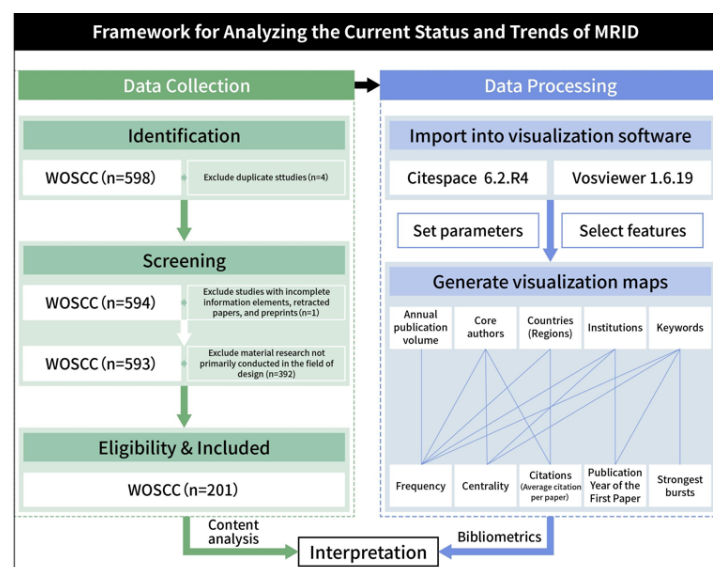 Framework for Analyzing the Current Status and Trends of MRID
Data Collection
Identification
WOSCC (n=598)
Exclude duplicate sttudies (n=4)
Screening
WOSCC (n=594)
Exclude studies with incomplete
information elements, retracted
papers, and preprints (n=1)
WOSCC (n=593)
Exclude material research not
primarily conducted in the field of
design (n=392)
Eligibility & Included
WOSCC (n=201)
Data Processing
Import into visualization software
Citespace 6.2.R4
Vosviewer 1.6.19
Set parameters
Select features
Generate visualization maps
Annual
publication
volume
Core
authors
Countries
(Regions)
Institutions
Keywords
Frequency
Centrality
Citations
(Average citation
per paper)
Publication
Year of the
First Paper
Strongest
bursts
Content
analysis
Interpretation
Bibliometrics